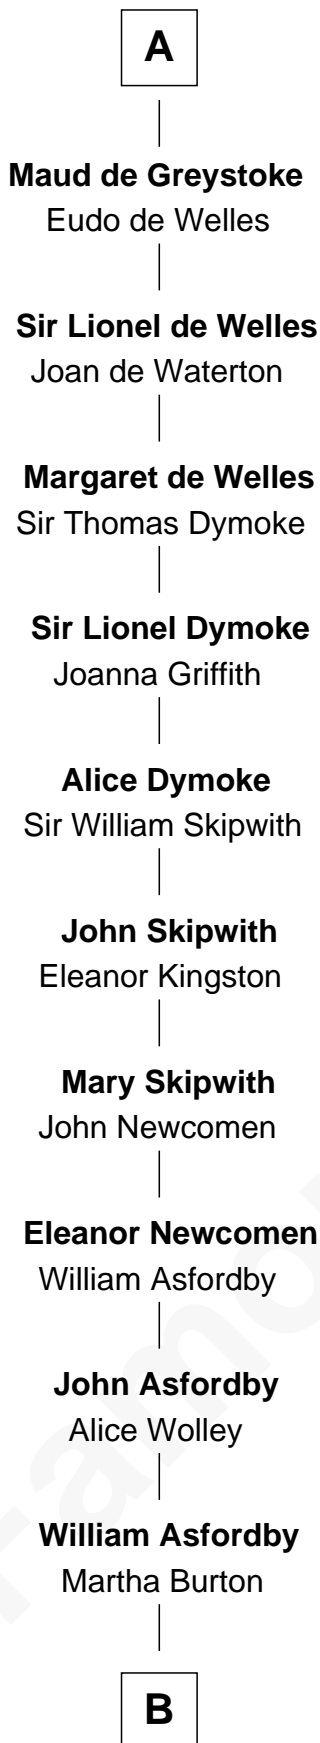 A
Maud de Greystoke
Eudo de Welles
Sir Lionel de Welles
Joan de Waterton
Margaret de Welles
Sir Thomas Dymoke
Sir Lionel Dymoke
Joanna Griffith
Alice Dymoke
Sir William Skipwith
John Skipwith
Eleanor Kingston
Mary Skipwith
John Newcomen
Eleanor Newcomen
William Asfordby
John Asfordby
Alice Wolley
William Asfordby
Martha Burton
B